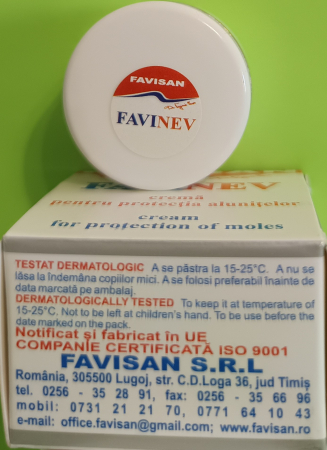 FAVISAN
FAVINEV
FAVINEV
cremă
pentru protecția alunițelor
cream
for protection of moles
TESTAT DERMATOLOGIC A se păstra la 15-25°C. A nu se
lăsa la îndemâna copiilor mici. A se folosi preferabil înainte de
data marcată pe ambalaj.
DERMATOLOGICALLY TESTED To keep it at temperature of
15-25°C. Not to be left at children's hand. To be use before the
date marked on the pack.
Notificat și fabricat în UE
COMPANIE CERTIFICATĂ ISO 9001
FAVISAN S.R.L
România, 305500 Lugoj, str. C.D.Loga 36, jud Timiș
tel. 0256 - 35 28 91, fax: 0256 - 35 66 96
mobil: 0731 21 21 70, 0771 64 10 43
e-mail: office.favisan@gmail.com; www.favisan.ro